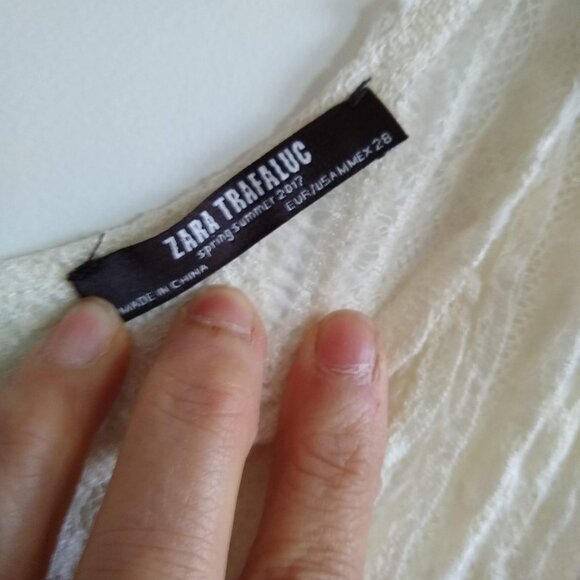 ZARA TRAFALUC
spring summer 2017
EUR/USA M MEX 28
MADE IN CHINA